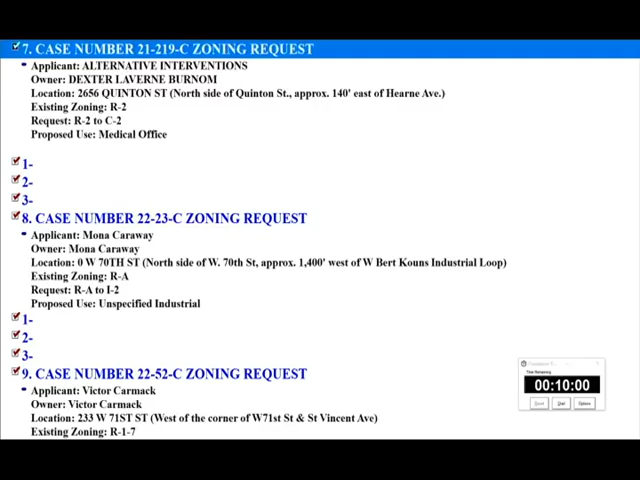 7. CASE NUMBER 21-219-C ZONING REQUEST
Applicant: ALTERNATIVE INTERVENTIONS
Owner: DEXTER LAVERNE BURNOM
Location: 2656 QUINTON ST (North side of Quinton St., approx. 140' east of Hearne Ave.)
Existing Zoning: R-2
Request: R-2 to C-2
Proposed Use: Medical Office
1-
2-
3-
8. CASE NUMBER 22-23-C ZONING REQUEST
Applicant: Mona Caraway
Owner: Mona Caraway
Location: 0 W 70TH ST (North side of W. 70th St, approx. 1,400' west of W Bert Kouns Industrial Loop)
Existing Zoning: R-A
Request: R-A to I-2
Proposed Use: Unspecified Industrial
1-
2-
3-
9. CASE NUMBER 22-52-C ZONING REQUEST
Applicant: Victor Carmack
Owner: Victor Carmack
Location: 233 W 71ST ST (West of the corner of W71st St & St Vincent Ave)
Existing Zoning: R-1-7
Time Remaining
00:10:00
Start
Options